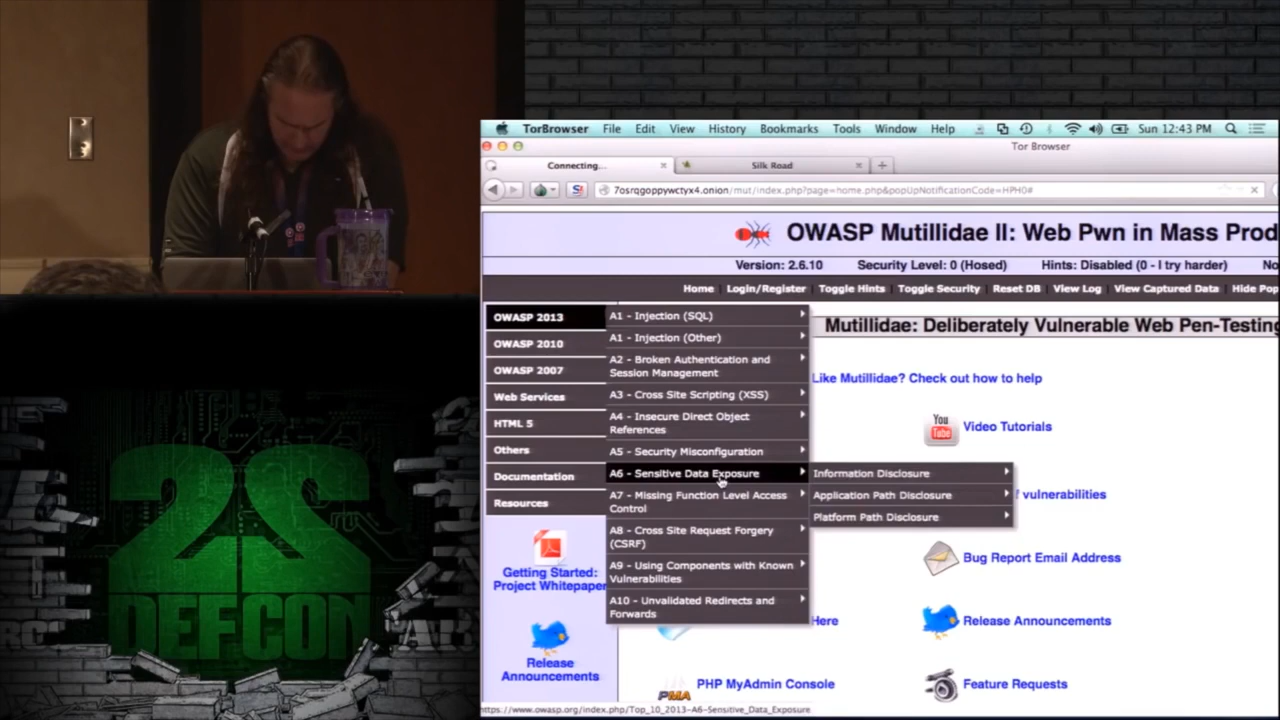 TorBrowser File Edit View History Bookmarks Tools Window Help Sun 12:43 PM
Tor Browser
Connecting... Silk Road
7osrqgoppywctyx4.onion/mut/index.php?page=home.php&popUpNotificationCode=HPH0#
OWASP Mutillidae II: Web Pwn in Mass Prod
Version: 2.6.10 Security Level: 0 (Hosed) Hints: Disabled (0 - I try harder) No
Home Login/Register Toggle Hints Toggle Security Reset DB View Log View Captured Data Hide Pop
OWASP 2013
OWASP 2010
OWASP 2007
Web Services
HTML 5
Others
Documentation
Resources
A1 - Injection (SQL)
A1 - Injection (Other)
A2 - Broken Authentication and
Session Management
A3 - Cross Site Scripting (XSS)
A4 - Insecure Direct Object
References
A5 - Security Misconfiguration
A6 - Sensitive Data Exposure
A7 - Missing Function Level Access
Control
A8 - Cross Site Request Forgery
(CSRF)
A9 - Using Components with Known
Vulnerabilities
A10 - Unvalidated Redirects and
Forwards
Information Disclosure
Application Path Disclosure
Platform Path Disclosure
Mutillidae: Deliberately Vulnerable Web Pen-Testing
Like Mutillidae? Check out how to help
You
Tube
Video Tutorials
f vulnerabilities
Bug Report Email Address
Here
Release Announcements
PMA
PHP MyAdmin Console
Feature Requests
Getting Started:
Project Whitepaper
Release
Announcements
https://www.owasp.org/index.php/Top_10_2013-A6-Sensitive_Data_Exposure
22
DEFCON